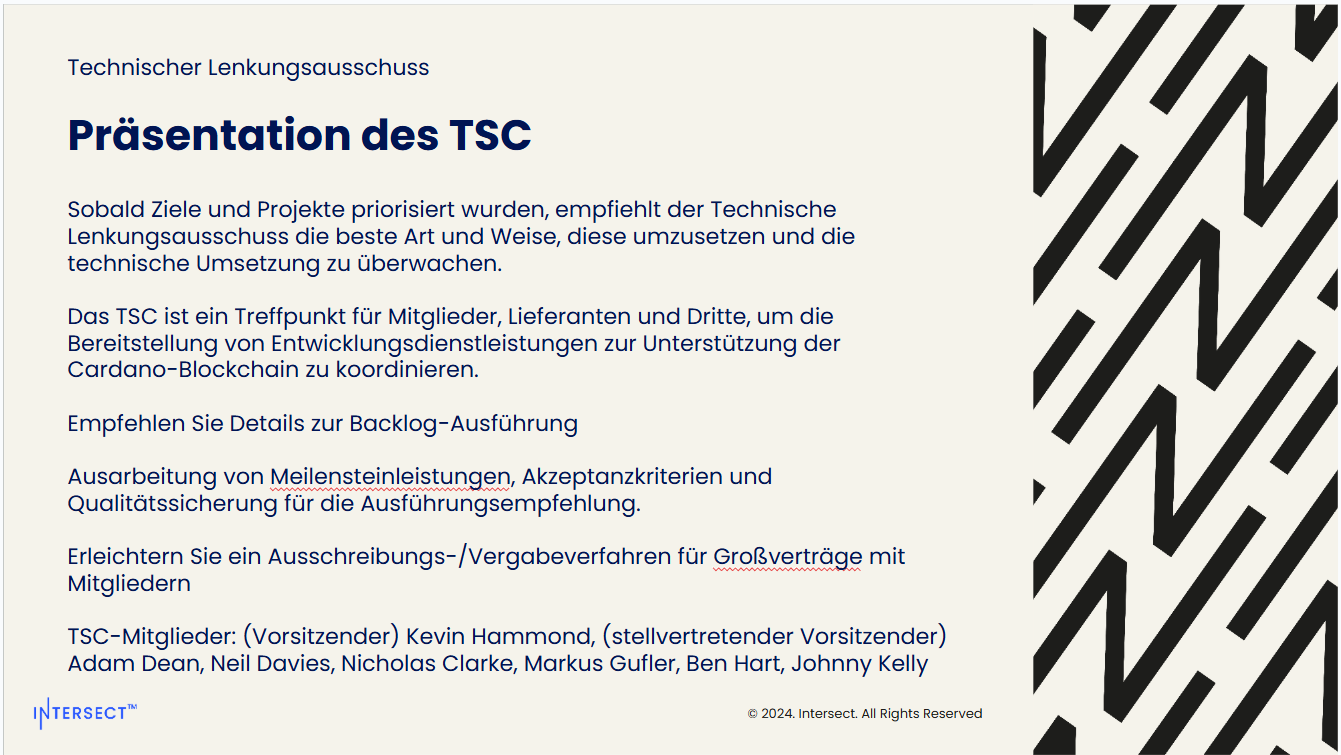 Technischer Lenkungsausschuss
Präsentation des TSC
Sobald Ziele und Projekte priorisiert wurden, empfiehlt der Technische
Lenkungsausschuss die beste Art und Weise, diese umzusetzen und die
technische Umsetzung zu überwachen.
Das TSC ist ein Treffpunkt für Mitglieder, Lieferanten und Dritte, um die
Bereitstellung von Entwicklungsdienstleistungen zur Unterstützung der
Cardano-Blockchain zu koordinieren.
Empfehlen Sie Details zur Backlog-Ausführung
Ausarbeitung von Meilensteinleistungen, Akzeptanzkriterien und
Qualitätssicherung für die Ausführungsempfehlung.
Erleichtern Sie ein Ausschreibungs-/Vergabeverfahren für Großverträge mit
Mitgliedern
TSC-Mitglieder: (Vorsitzender) Kevin Hammond, (stellvertretender Vorsitzender)
Adam Dean, Neil Davies, Nicholas Clarke, Markus Gufler, Ben Hart, Johnny Kelly
INTERSECT™
© 2024. Intersect. All Rights Reserved